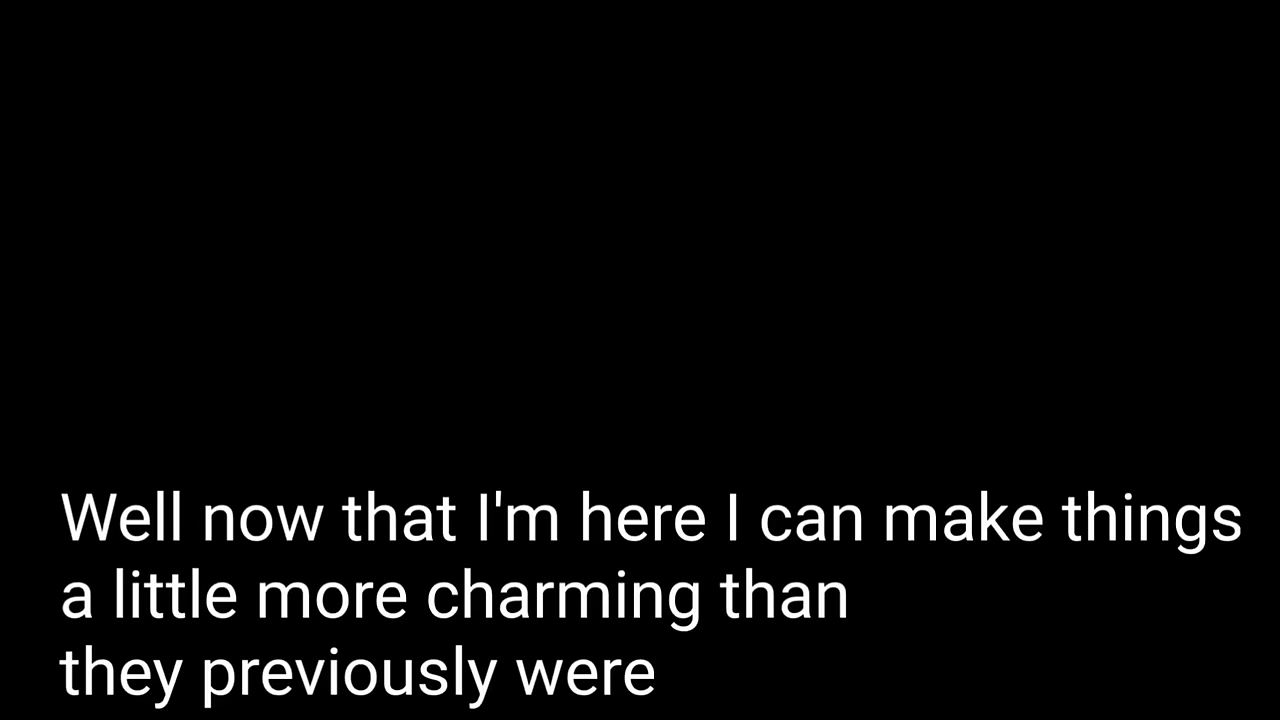 Well now that I'm here I can make things
a little more charming than
they previously were